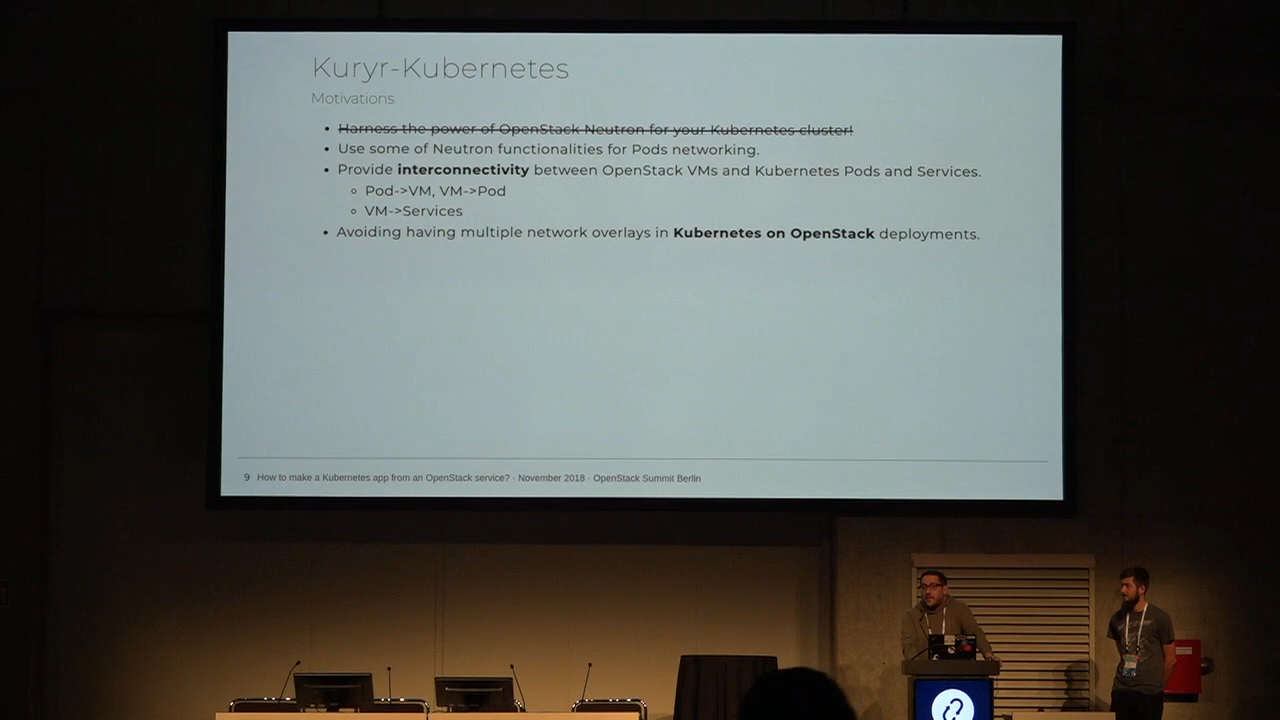 Kuryr-Kubernetes
Motivations
• Harness the power of OpenStack Neutron for your Kubernetes cluster!
• Use some of Neutron functionalities for Pods networking.
• Provide interconnectivity between OpenStack VMs and Kubernetes Pods and Services.
◦ Pod->VM, VM->Pod
◦ VM->Services
• Avoiding having multiple network overlays in Kubernetes on OpenStack deployments.
9 How to make a Kubernetes app from an OpenStack service? · November 2018 · OpenStack Summit Berlin